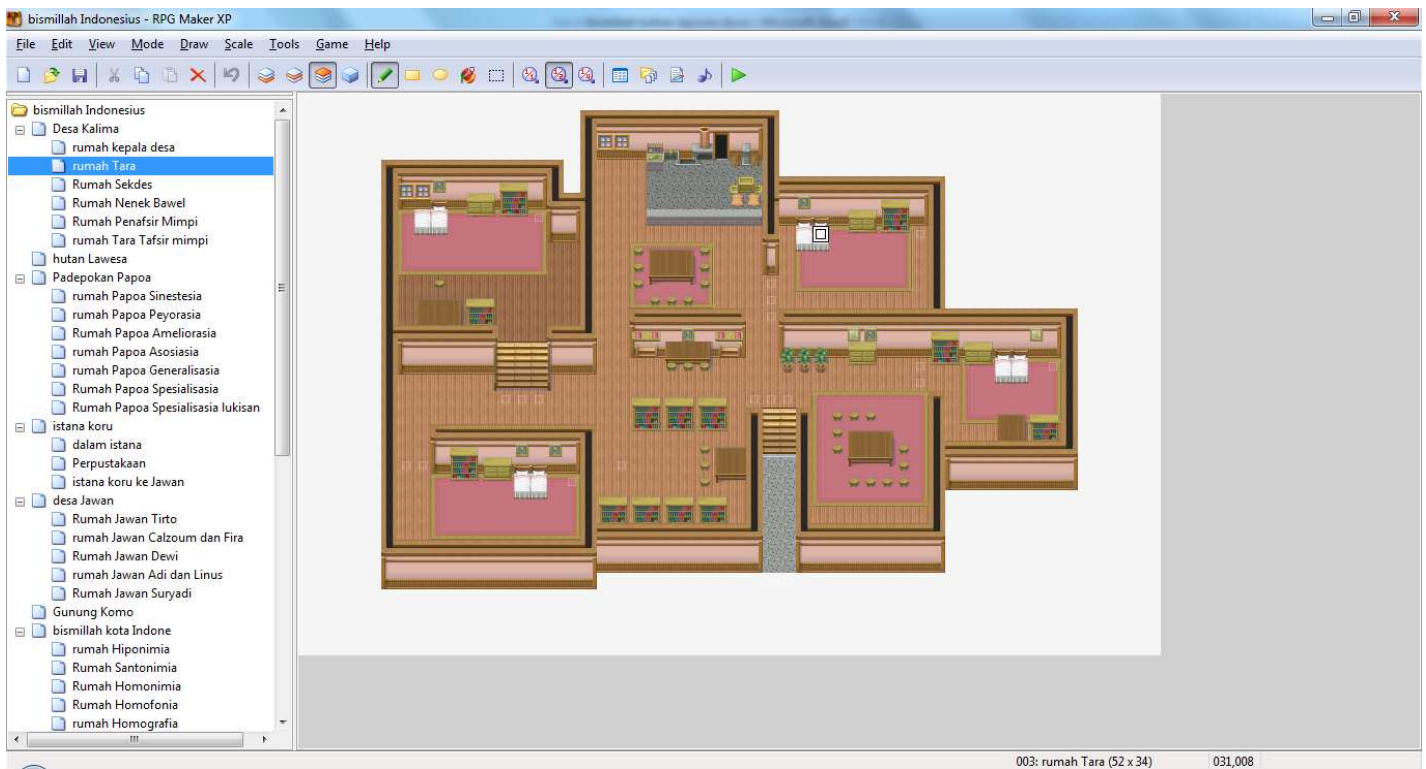 bismillah Indonesius - RPG Maker XP
File Edit View Mode Draw Scale Tools Game Help
bismillah Indonesius
Desa Kalima
rumah kepala desa
rumah Tara
Rumah Sekdes
Rumah Nenek Bawel
Rumah Penafsir Mimpi
rumah Tara Tafsir mimpi
hutan Lawesa
Padepokan Papoa
rumah Papoa Sinestesia
rumah Papoa Peyorasia
Rumah Papoa Ameliorasia
rumah Papoa Asosiasia
rumah Papoa Generalisasia
Rumah Papoa Spesialisasia
Rumah Papoa Spesialisasia lukisan
istana koru
dalam istana
Perpustakaan
istana koru ke Jawan
desa Jawan
Rumah Jawan Tirto
rumah Jawan Calzoum dan Fira
Rumah Jawan Dewi
rumah Jawan Adi dan Linus
Rumah Jawan Suryadi
Gunung Komo
bismillah kota Indone
rumah Hiponimia
Rumah Santonimia
Rumah Homonimia
Rumah Homofonia
rumah Homografia
003: rumah Tara (52 x 34) 031,008